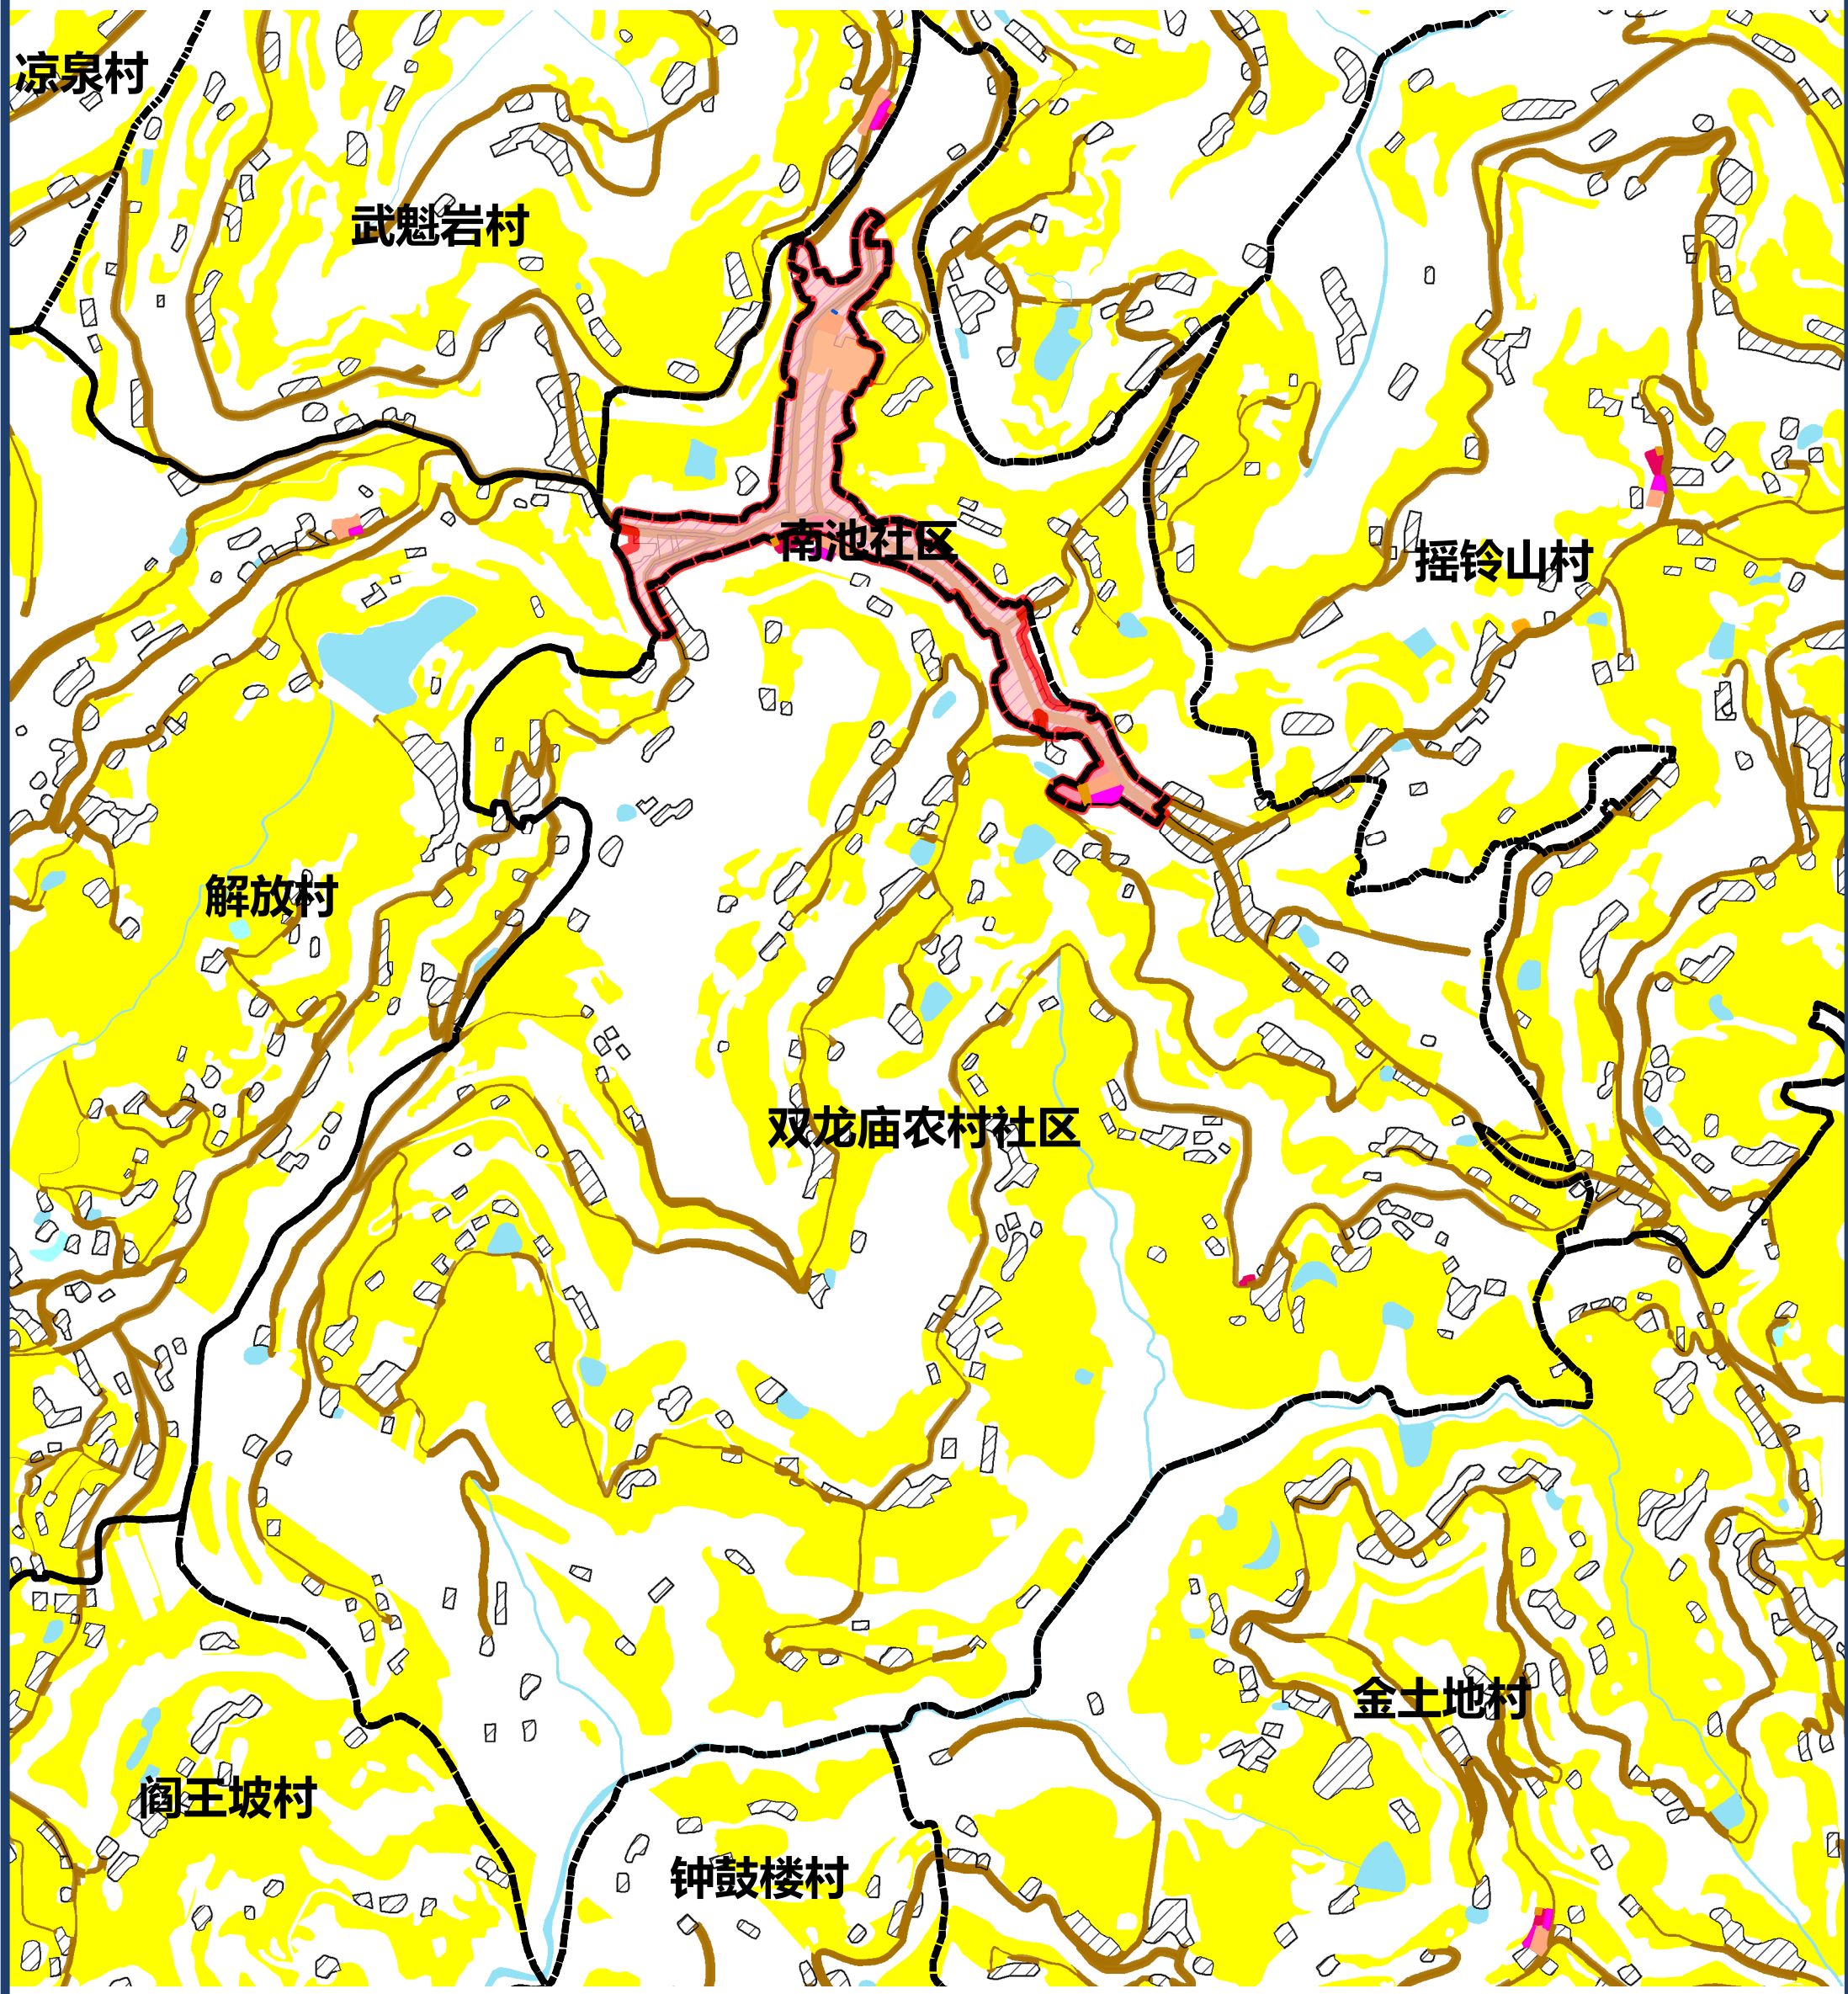 凉泉村
武魁岩村
南池社区
摇铃山村
解放村
双龙庙农村社区
金土地村
阎王坡村
钟鼓楼村